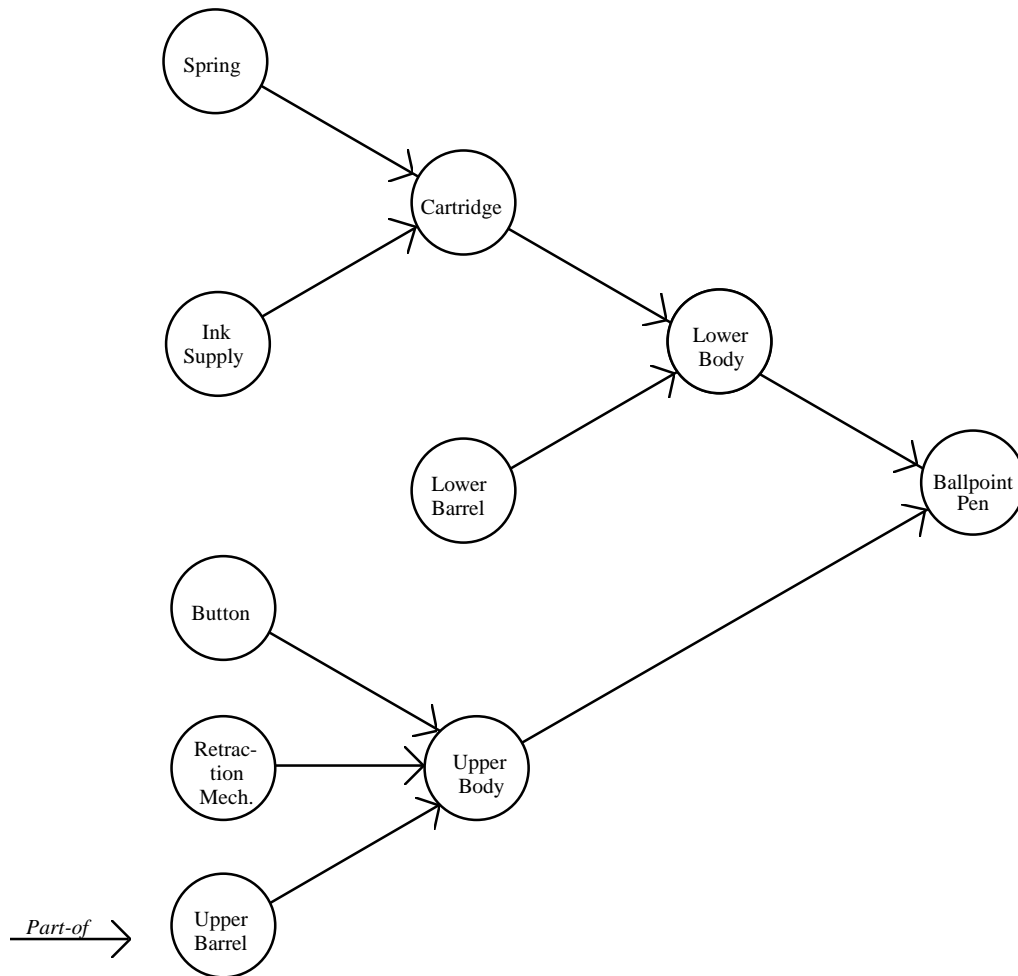 Spring
Cartridge
Ink
Supply
Lower
Body
Lower
Barrel
Ballpoint
Pen
Button
Retrac-
tion
Mech.
Upper
Body
Upper
Barrel
Part-of